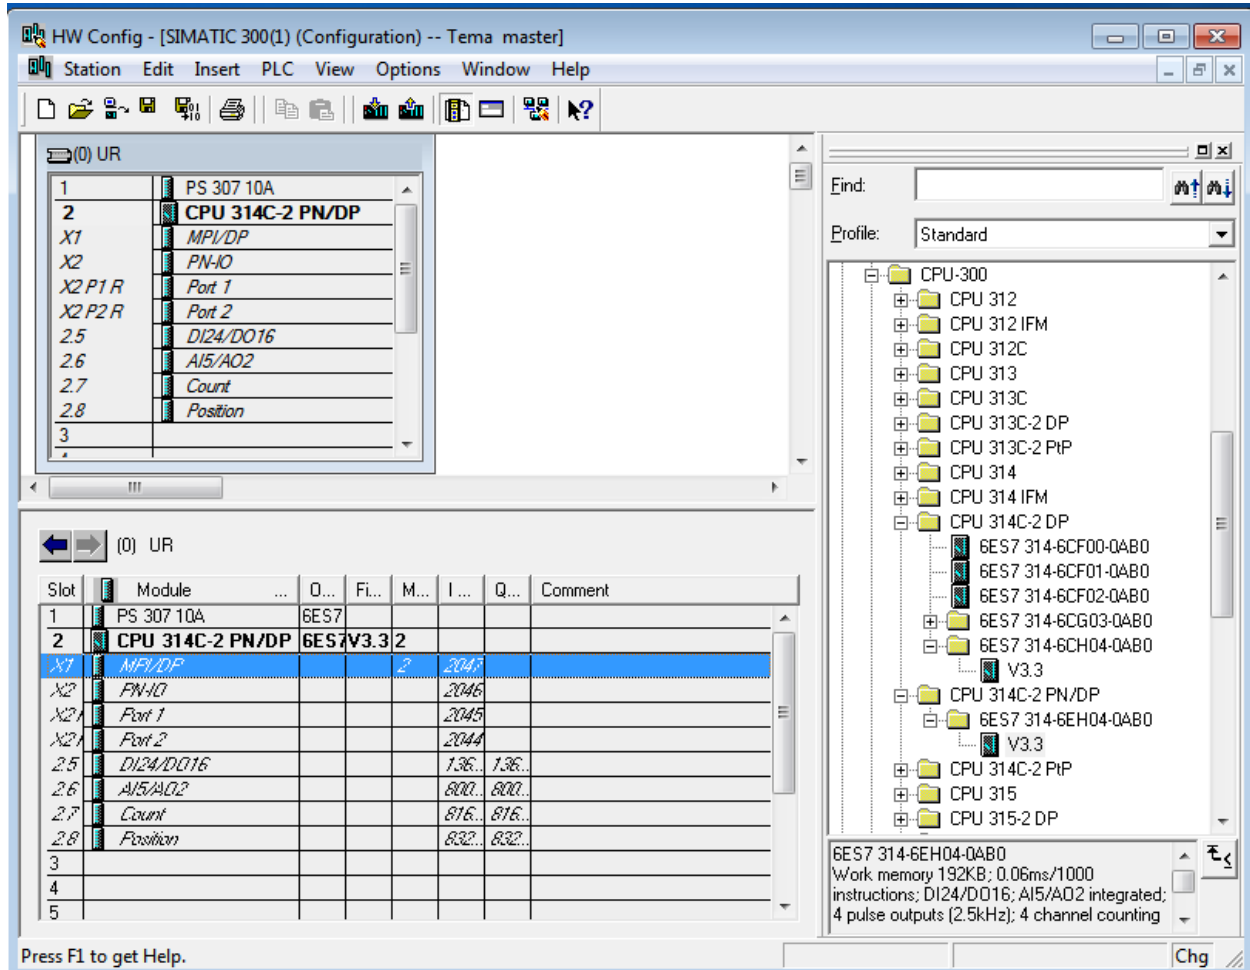 HW Config - [SIMATIC 300(1) (Configuration) -- Tema master]
Station Edit Insert PLC View Options Window Help
(0) UR
1 PS 307 10A
2 CPU 314C-2 PN/DP
X1 MPI/DP
X2 PN-IO
X2 P1 R Port 1
X2 P2 R Port 2
2.5 DI24/DO16
2.6 AI5/AO2
2.7 Count
2.8 Position
3
(0) UR
Slot Module ... O... Fi... M... I ... Q... Comment
1 PS 307 10A 6ES7
2 CPU 314C-2 PN/DP 6ES7 V3.3 2
X1 MPI/DP 2 2047
X2 PN-IO 2046
X2 Port 1 2045
X2 Port 2 2044
2.5 DI24/DO16 136... 136...
2.6 AI5/AO2 800... 800...
2.7 Count 816... 816...
2.8 Position 832... 832...
3
4
5
Find:
Profile: Standard
CPU-300
CPU 312
CPU 312 IFM
CPU 312C
CPU 313
CPU 313C
CPU 313C-2 DP
CPU 313C-2 PtP
CPU 314
CPU 314 IFM
CPU 314C-2 DP
6ES7 314-6CF00-0AB0
6ES7 314-6CF01-0AB0
6ES7 314-6CF02-0AB0
6ES7 314-6CG03-0AB0
6ES7 314-6CH04-0AB0
V3.3
CPU 314C-2 PN/DP
6ES7 314-6EH04-0AB0
V3.3
CPU 314C-2 PtP
CPU 315
CPU 315-2 DP
6ES7 314-6EH04-0AB0
Work memory 192KB; 0.06ms/1000
instructions; DI24/DO16; AI5/AO2 integrated;
4 pulse outputs (2.5kHz); 4 channel counting
Press F1 to get Help.
Chg